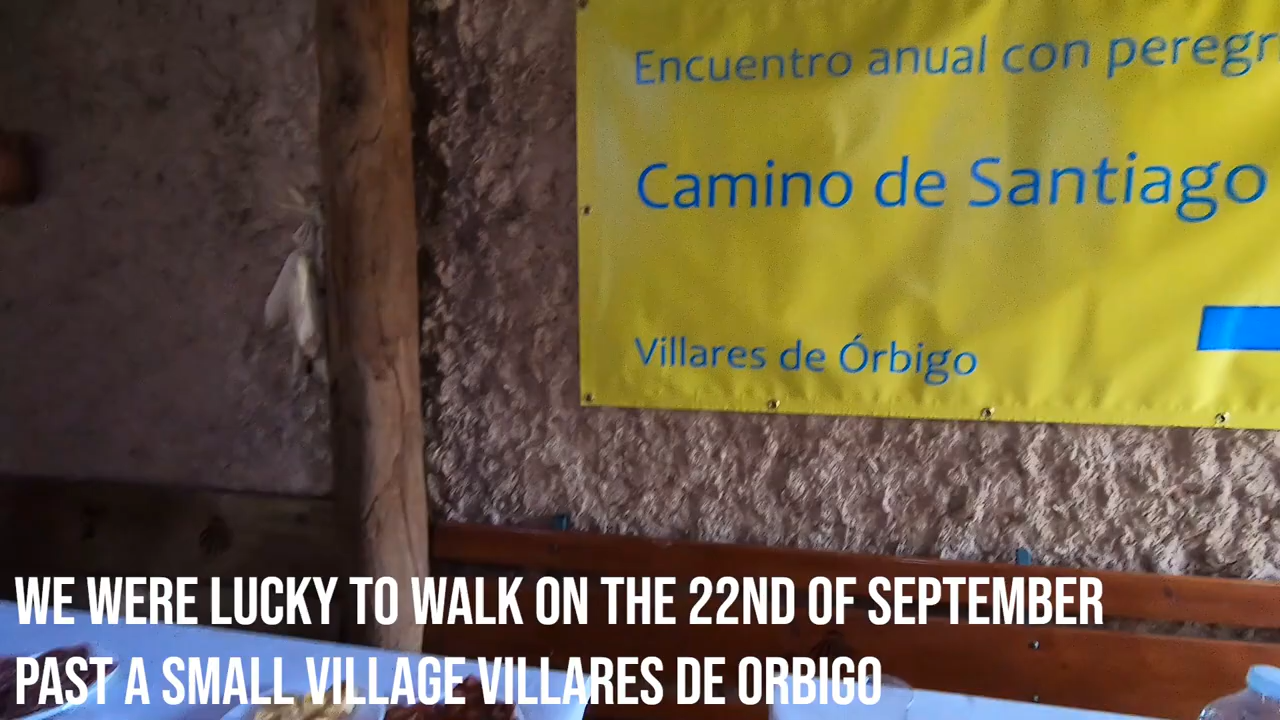 Encuentro anual con peregr
Camino de Santiago
Villares de Órbigo
WE WERE LUCKY TO WALK ON THE 22ND OF SEPTEMBER
PAST A SMALL VILLAGE VILLARES DE ORBIGO